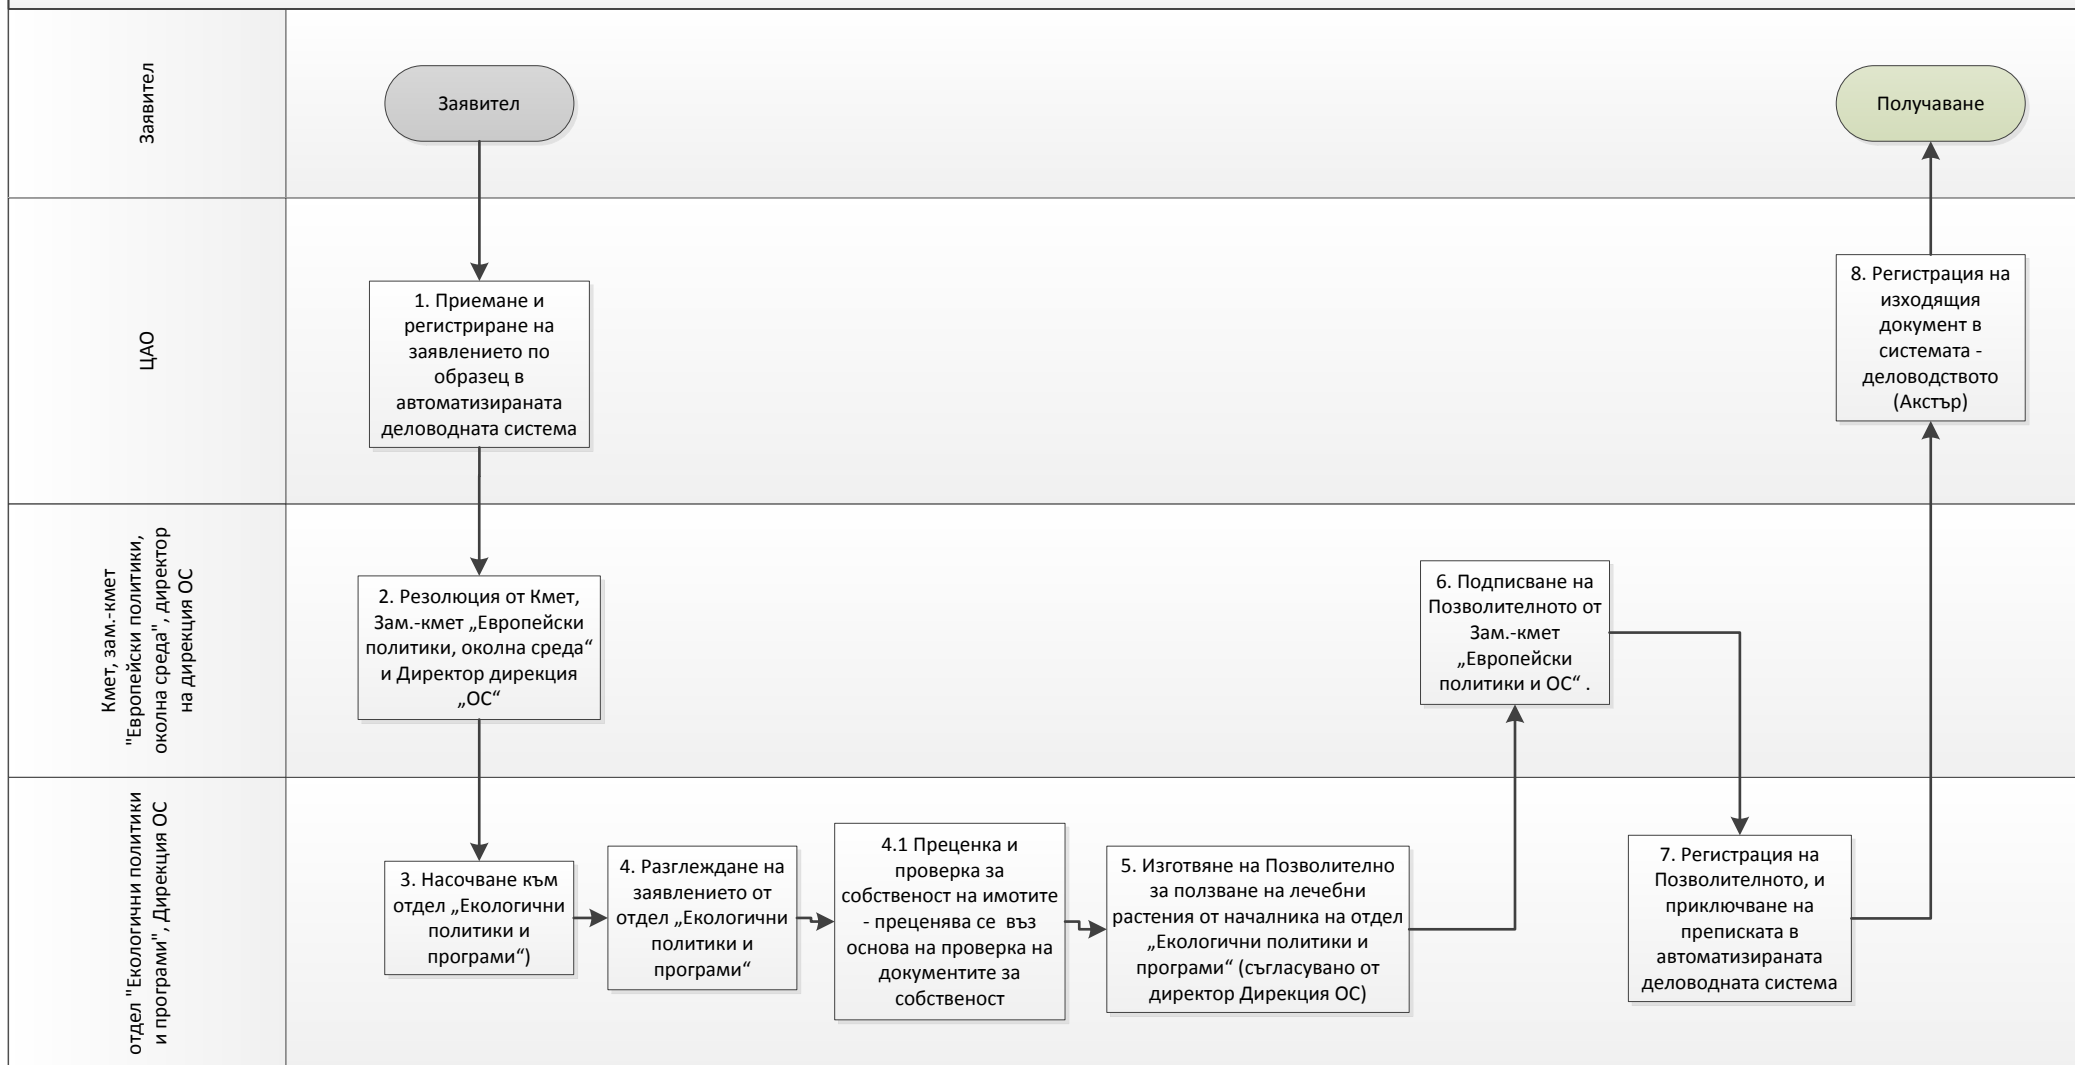 Заявител
Заявител
Получаване
ЦАО
1. Приемане и
регистриране на
заявлението по
образец в
автоматизираната
деловодната система
8. Регистрация на
изходящия
документ в
системата -
деловодството
(Акстър)
Кмет, зам.-кмет
"Европейски политики,
околна среда", директор
на дирекция ОС
2. Резолюция от Кмет,
Зам.-кмет „Европейски
политики, околна среда“
и Директор дирекция
„ОС“
6. Подписване на
Позволителното от
Зам.-кмет
„Европейски
политики и ОС“ .
отдел "Екологични политики
и програми", Дирекция ОС
3. Насочване към
отдел „Екологични
политики и
програми“)
4. Разглеждане на
заявлението от
отдел „Екологични
политики и
програми“
4.1 Преценка и
проверка за
собственост на имотите
- преценява се въз
основа на проверка на
документите за
собственост
5. Изготвяне на Позволително
за ползване на лечебни
растения от началника на отдел
„Екологични политики и
програми“ (съгласувано от
директор Дирекция ОС)
7. Регистрация на
Позволителното, и
приключване на
преписката в
автоматизираната
деловодната система